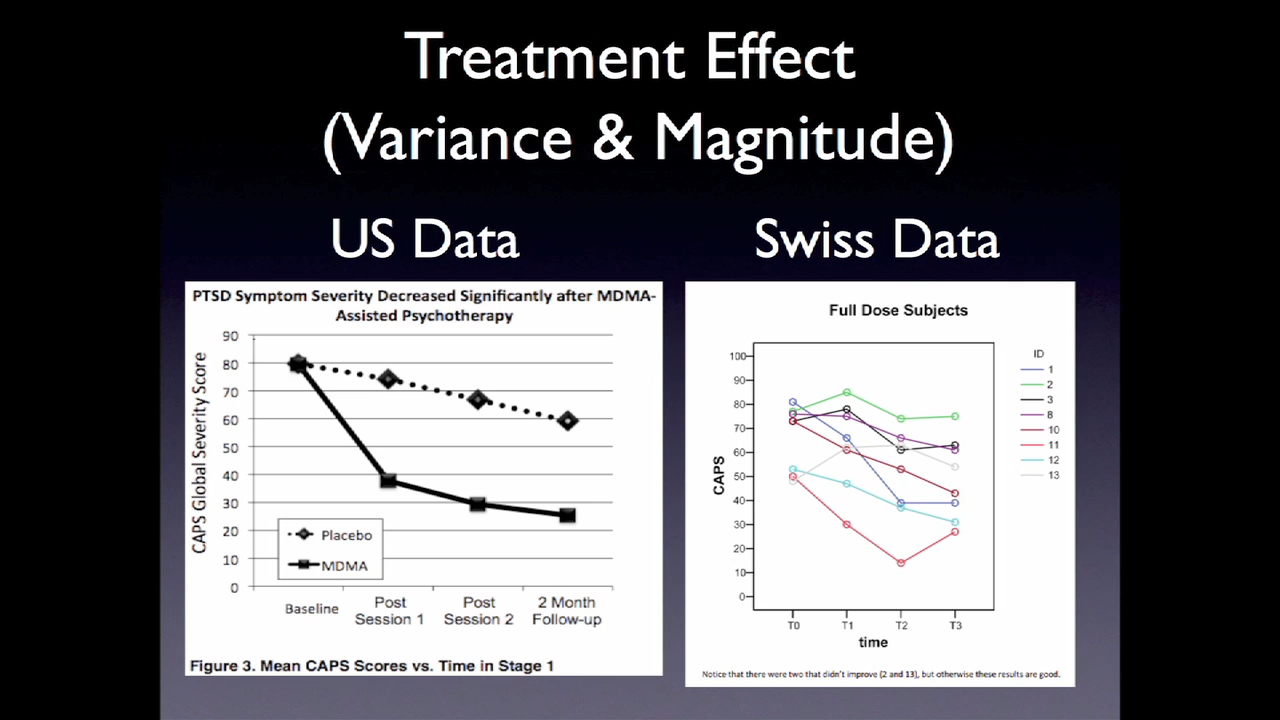 Treatment Effect
(Variance & Magnitude)
US Data
Swiss Data
PTSD Symptom Severity Decreased Significantly after MDMA-
Assisted Psychotherapy
CAPS Global Severity Score
90
80
70
60
50
40
30
20
10
0
Placebo
MDMA
Baseline
Post
Session 1
Post
Session 2
2 Month
Follow-up
Figure 3. Mean CAPS Scores vs. Time in Stage 1
Full Dose Subjects
CAPS
100
90
80
70
60
50
40
30
20
10
0
T0
T1
T2
T3
time
ID
1
2
3
8
10
11
12
13
Notice that there were two that didn't improve (2 and 13), but otherwise these results are good.